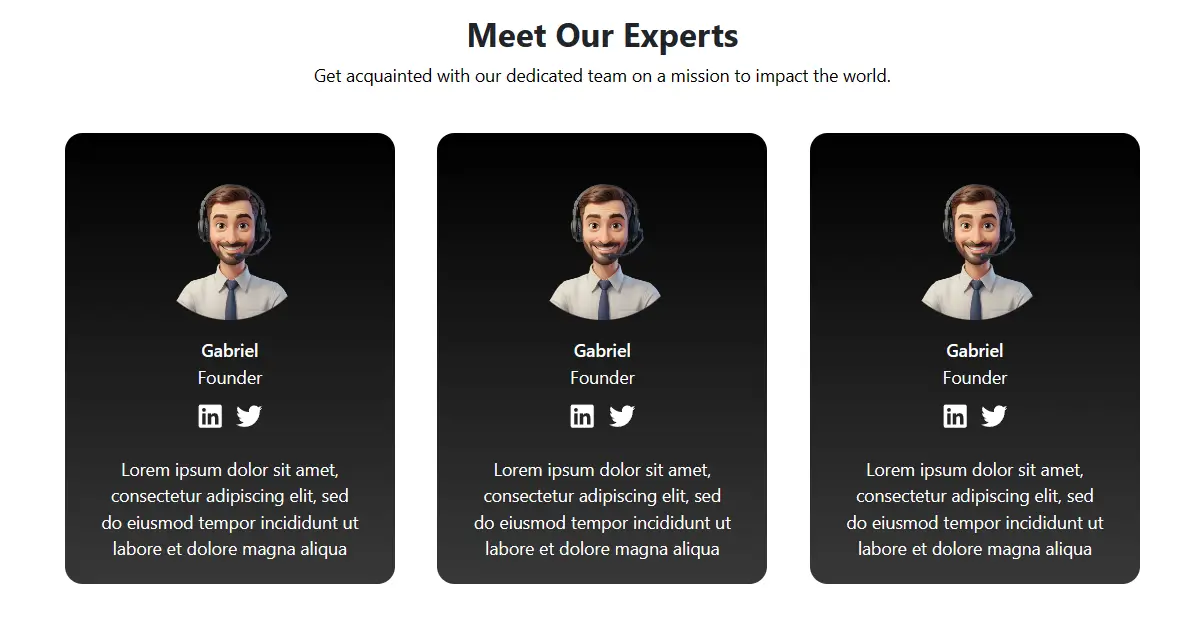 Meet Our Experts
Get acquainted with our dedicated team on a mission to impact the world.
Gabriel
Founder
in
Lorem ipsum dolor sit amet,
consectetur adipiscing elit, sed
do eiusmod tempor incididunt ut
labore et dolore magna aliqua
Gabriel
Founder
in
Lorem ipsum dolor sit amet,
consectetur adipiscing elit, sed
do eiusmod tempor incididunt ut
labore et dolore magna aliqua
Gabriel
Founder
in
Lorem ipsum dolor sit amet,
consectetur adipiscing elit, sed
do eiusmod tempor incididunt ut
labore et dolore magna aliqua